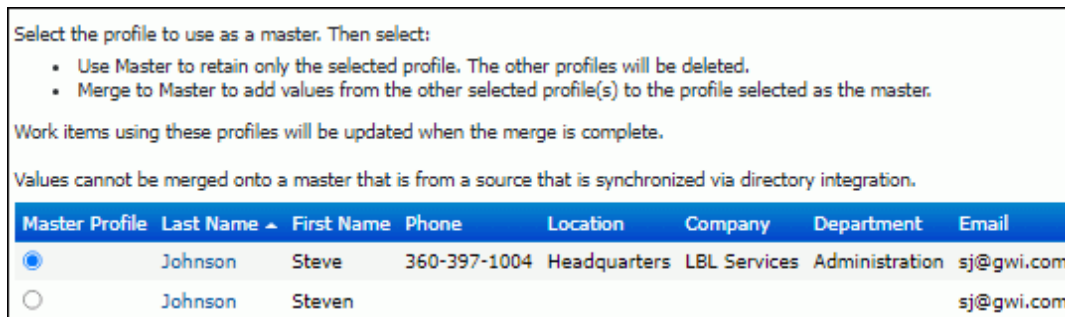 Select the profile to use as a master. Then select:
• Use Master to retain only the selected profile. The other profiles will be deleted.
• Merge to Master to add values from the other selected profile(s) to the profile selected as the master.
Work items using these profiles will be updated when the merge is complete.
Values cannot be merged onto a master that is from a source that is synchronized via directory integration.
Master Profile Last Name First Name Phone Location Company Department Email
Johnson Steve 360-397-1004 Headquarters LBL Services Administration sj@gwi.com
Johnson Steven sj@gwi.com